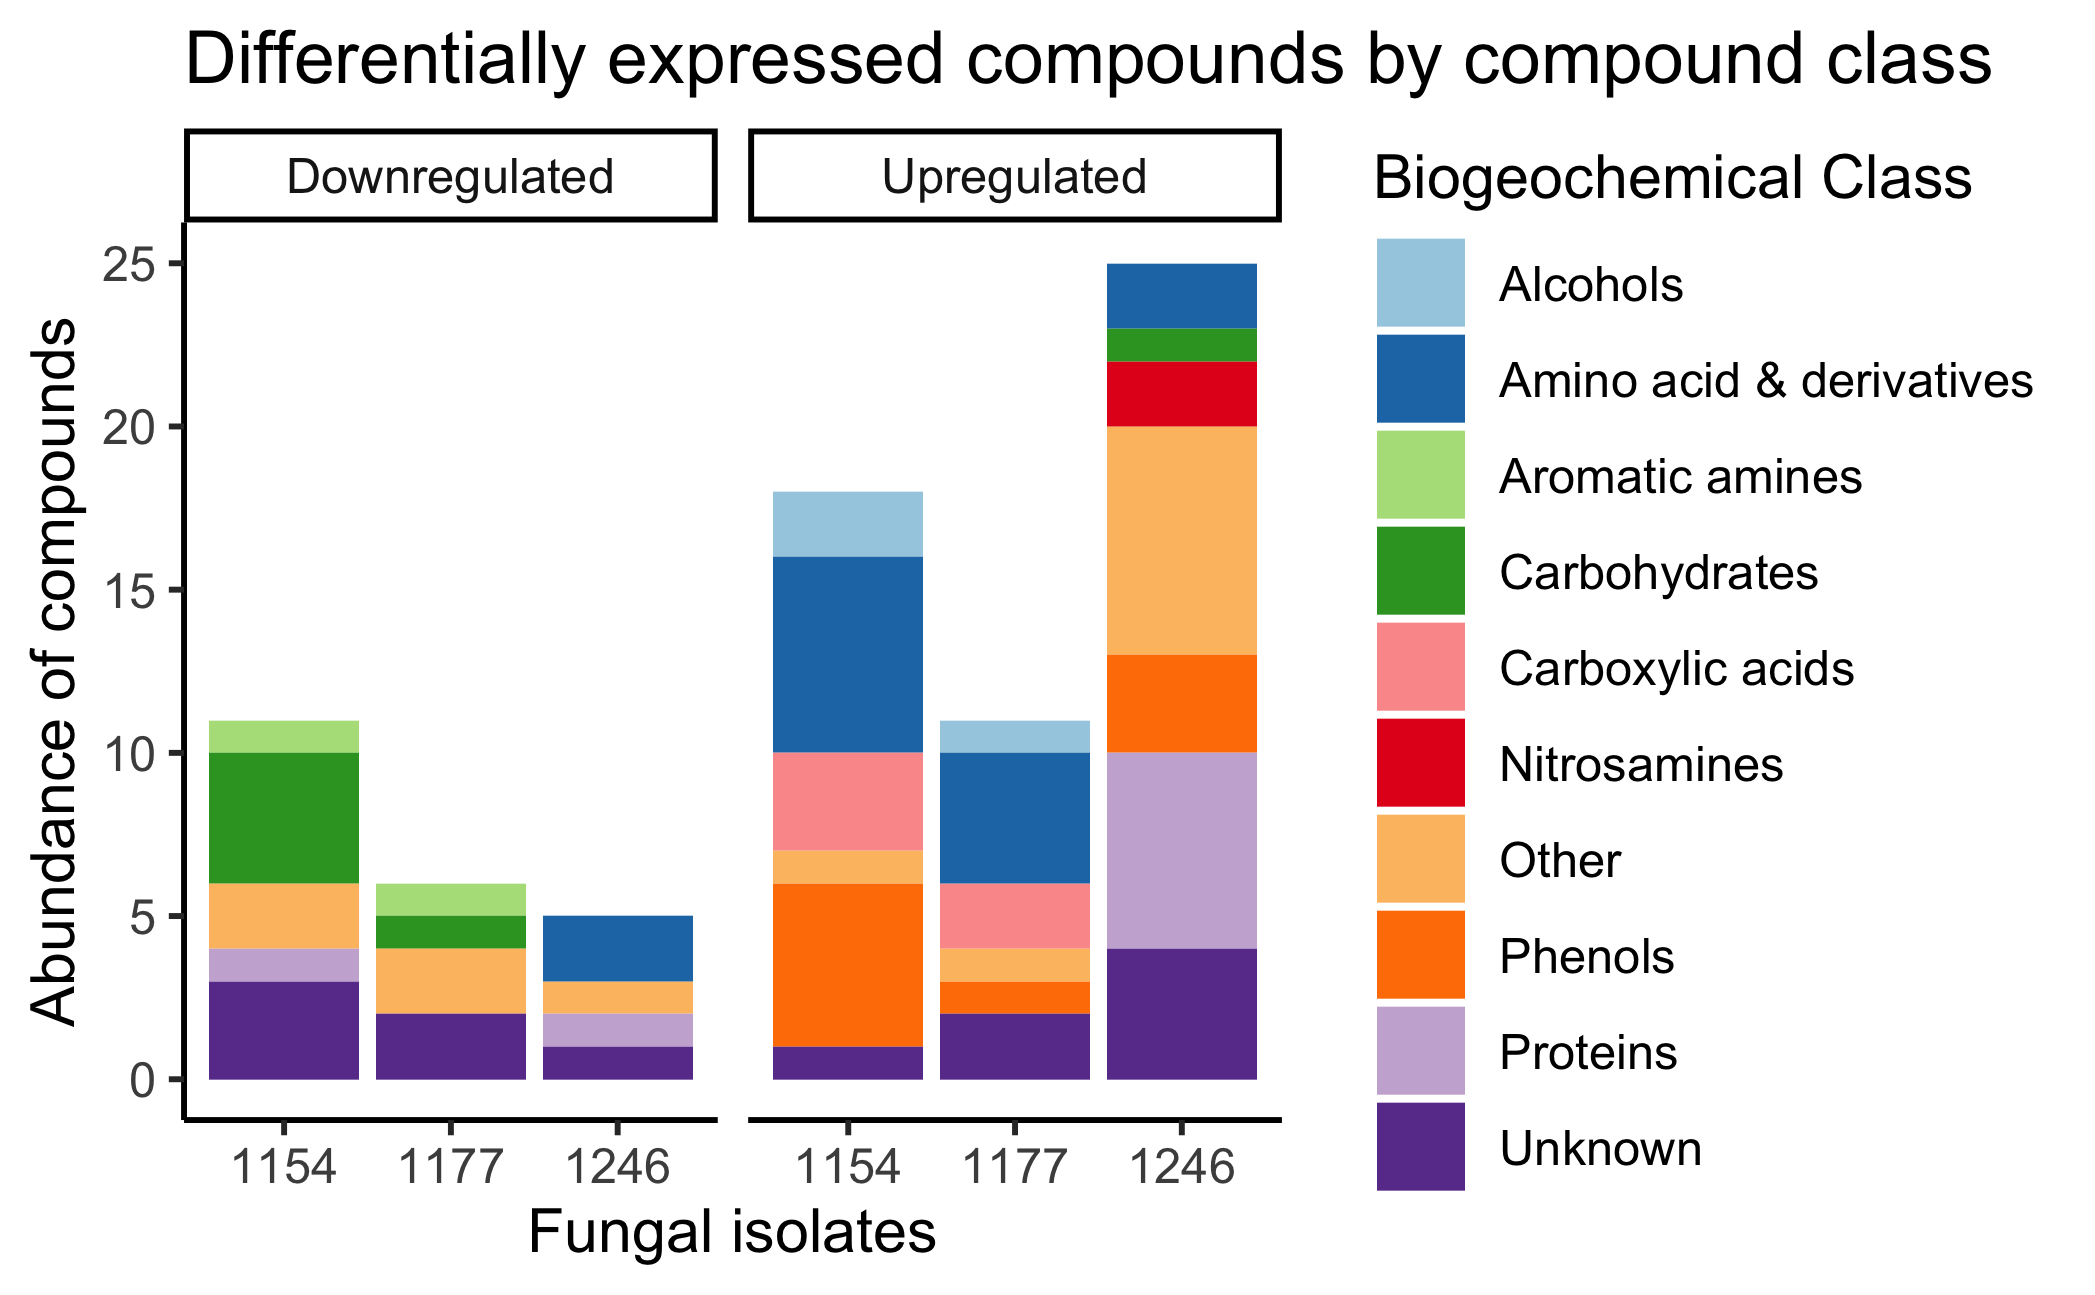 Differentially expressed compounds by compound class
Downregulated
Upregulated
Biogeochemical Class
Alcohols
Amino acid & derivatives
Aromatic amines
Carbohydrates
Carboxylic acids
Nitrosamines
Other
Phenols
Proteins
Unknown
Abundance of compounds
25
20
15
10
5
0
1154 1177 1246
1154 1177 1246
Fungal isolates